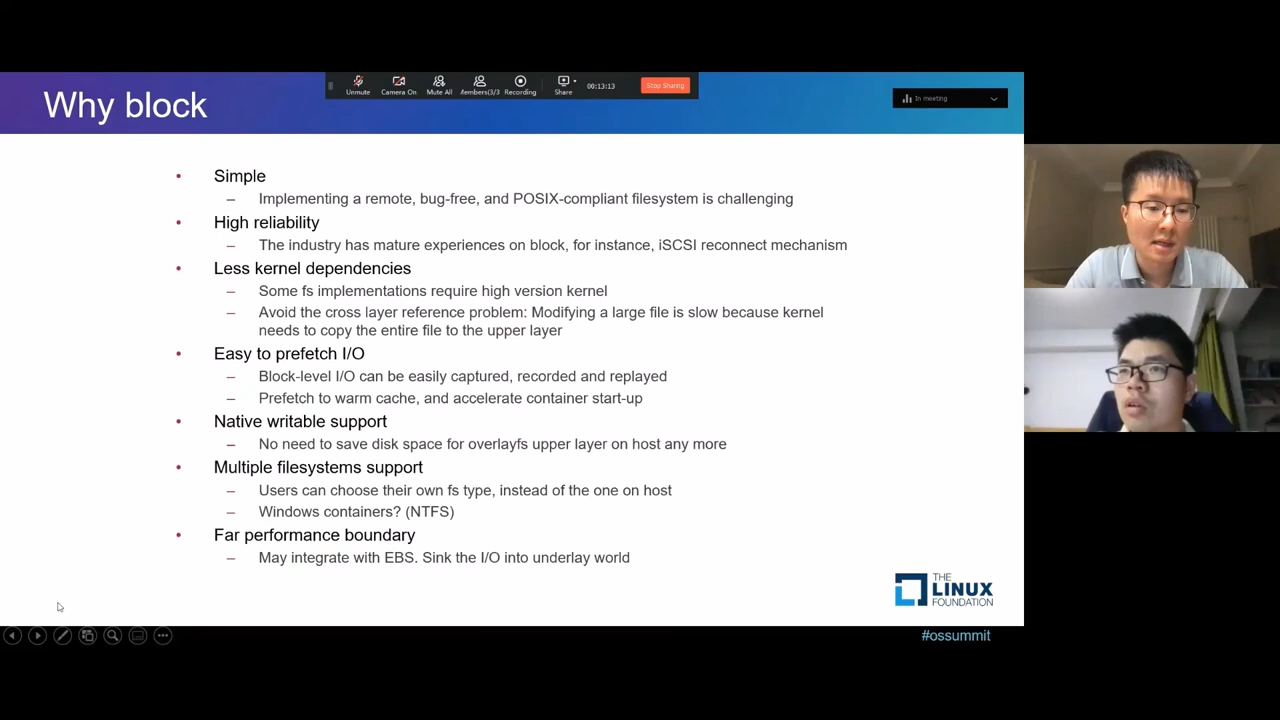 Why block
Unmute
Camera On
Mute All
Members(3/3
Recording
Share
00:13:13
Stop Sharing
In meeting
• Simple
– Implementing a remote, bug-free, and POSIX-compliant filesystem is challenging
• High reliability
– The industry has mature experiences on block, for instance, iSCSI reconnect mechanism
• Less kernel dependencies
– Some fs implementations require high version kernel
– Avoid the cross layer reference problem: Modifying a large file is slow because kernel
needs to copy the entire file to the upper layer
• Easy to prefetch I/O
– Block-level I/O can be easily captured, recorded and replayed
– Prefetch to warm cache, and accelerate container start-up
• Native writable support
– No need to save disk space for overlayfs upper layer on host any more
• Multiple filesystems support
– Users can choose their own fs type, instead of the one on host
– Windows containers? (NTFS)
• Far performance boundary
– May integrate with EBS. Sink the I/O into underlay world
THE
LINUX
FOUNDATION
#ossummit